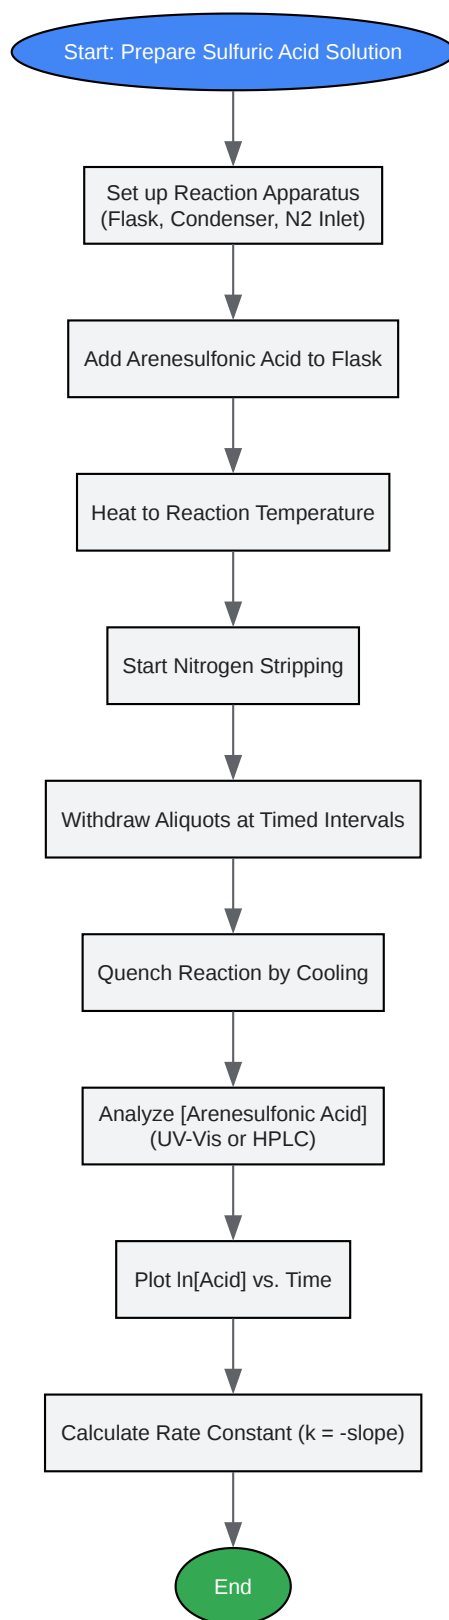 Start: Prepare Sulfuric Acid Solution
Set up Reaction Apparatus
(Flask, Condenser, N2 Inlet)
Add Arenesulfonic Acid to Flask
Heat to Reaction Temperature
Start Nitrogen Stripping
Withdraw Aliquots at Timed Intervals
Quench Reaction by Cooling
Analyze [Arenesulfonic Acid]
(UV-Vis or HPLC)
Plot ln[Acid] vs. Time
Calculate Rate Constant (k = -slope)
End